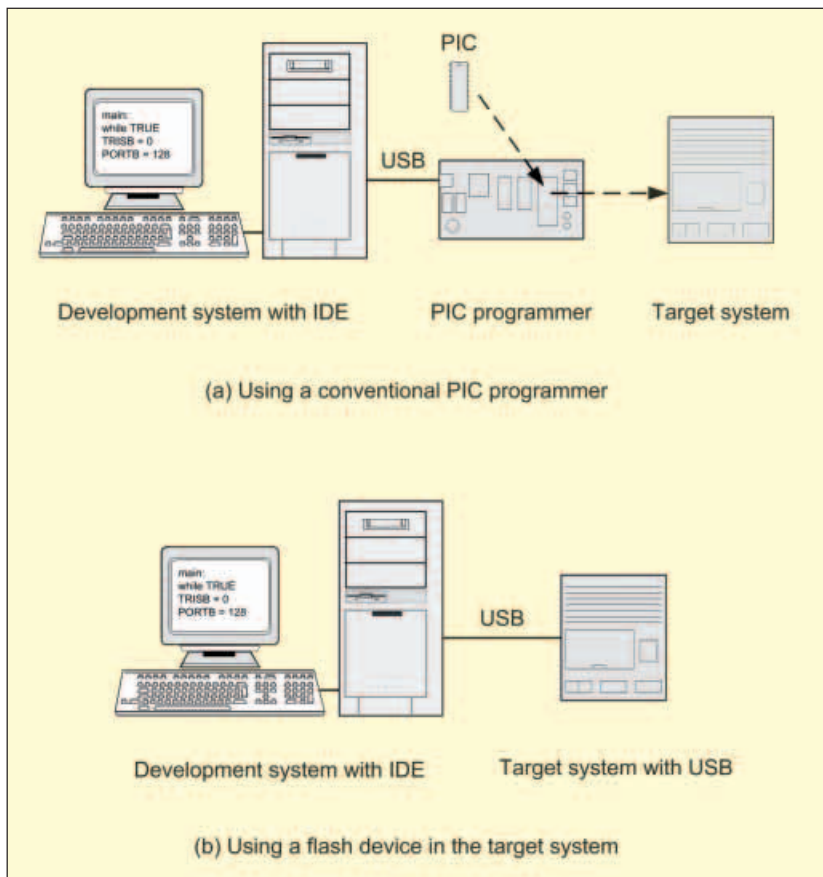 PIC
main:
while TRUE
TRISB = 0
PORTB = 128
USB
Development system with IDE
PIC programmer
Target system
(a) Using a conventional PIC programmer
main:
while TRUE
TRISB = 0
PORTB = 128
USB
Development system with IDE
Target system with USB
(b) Using a flash device in the target system